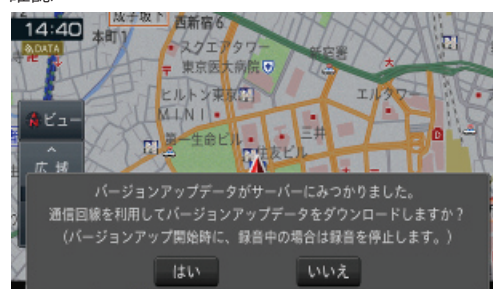 14:40
DATA
成子坂下
西新宿6
本町1
スクエアタワー
新宿署
東京医大病院
ヒルトン東京
エルタワー
MINI
第一生命ビル
三井
住友ビル
ビュー
広域
バージョンアップデータがサーバーにみつかりました。
通信回線を利用してバージョンアップデータをダウンロードしますか?
(バージョンアップ開始時に、録音中の場合は録音を停止します。)
はい
いいえ